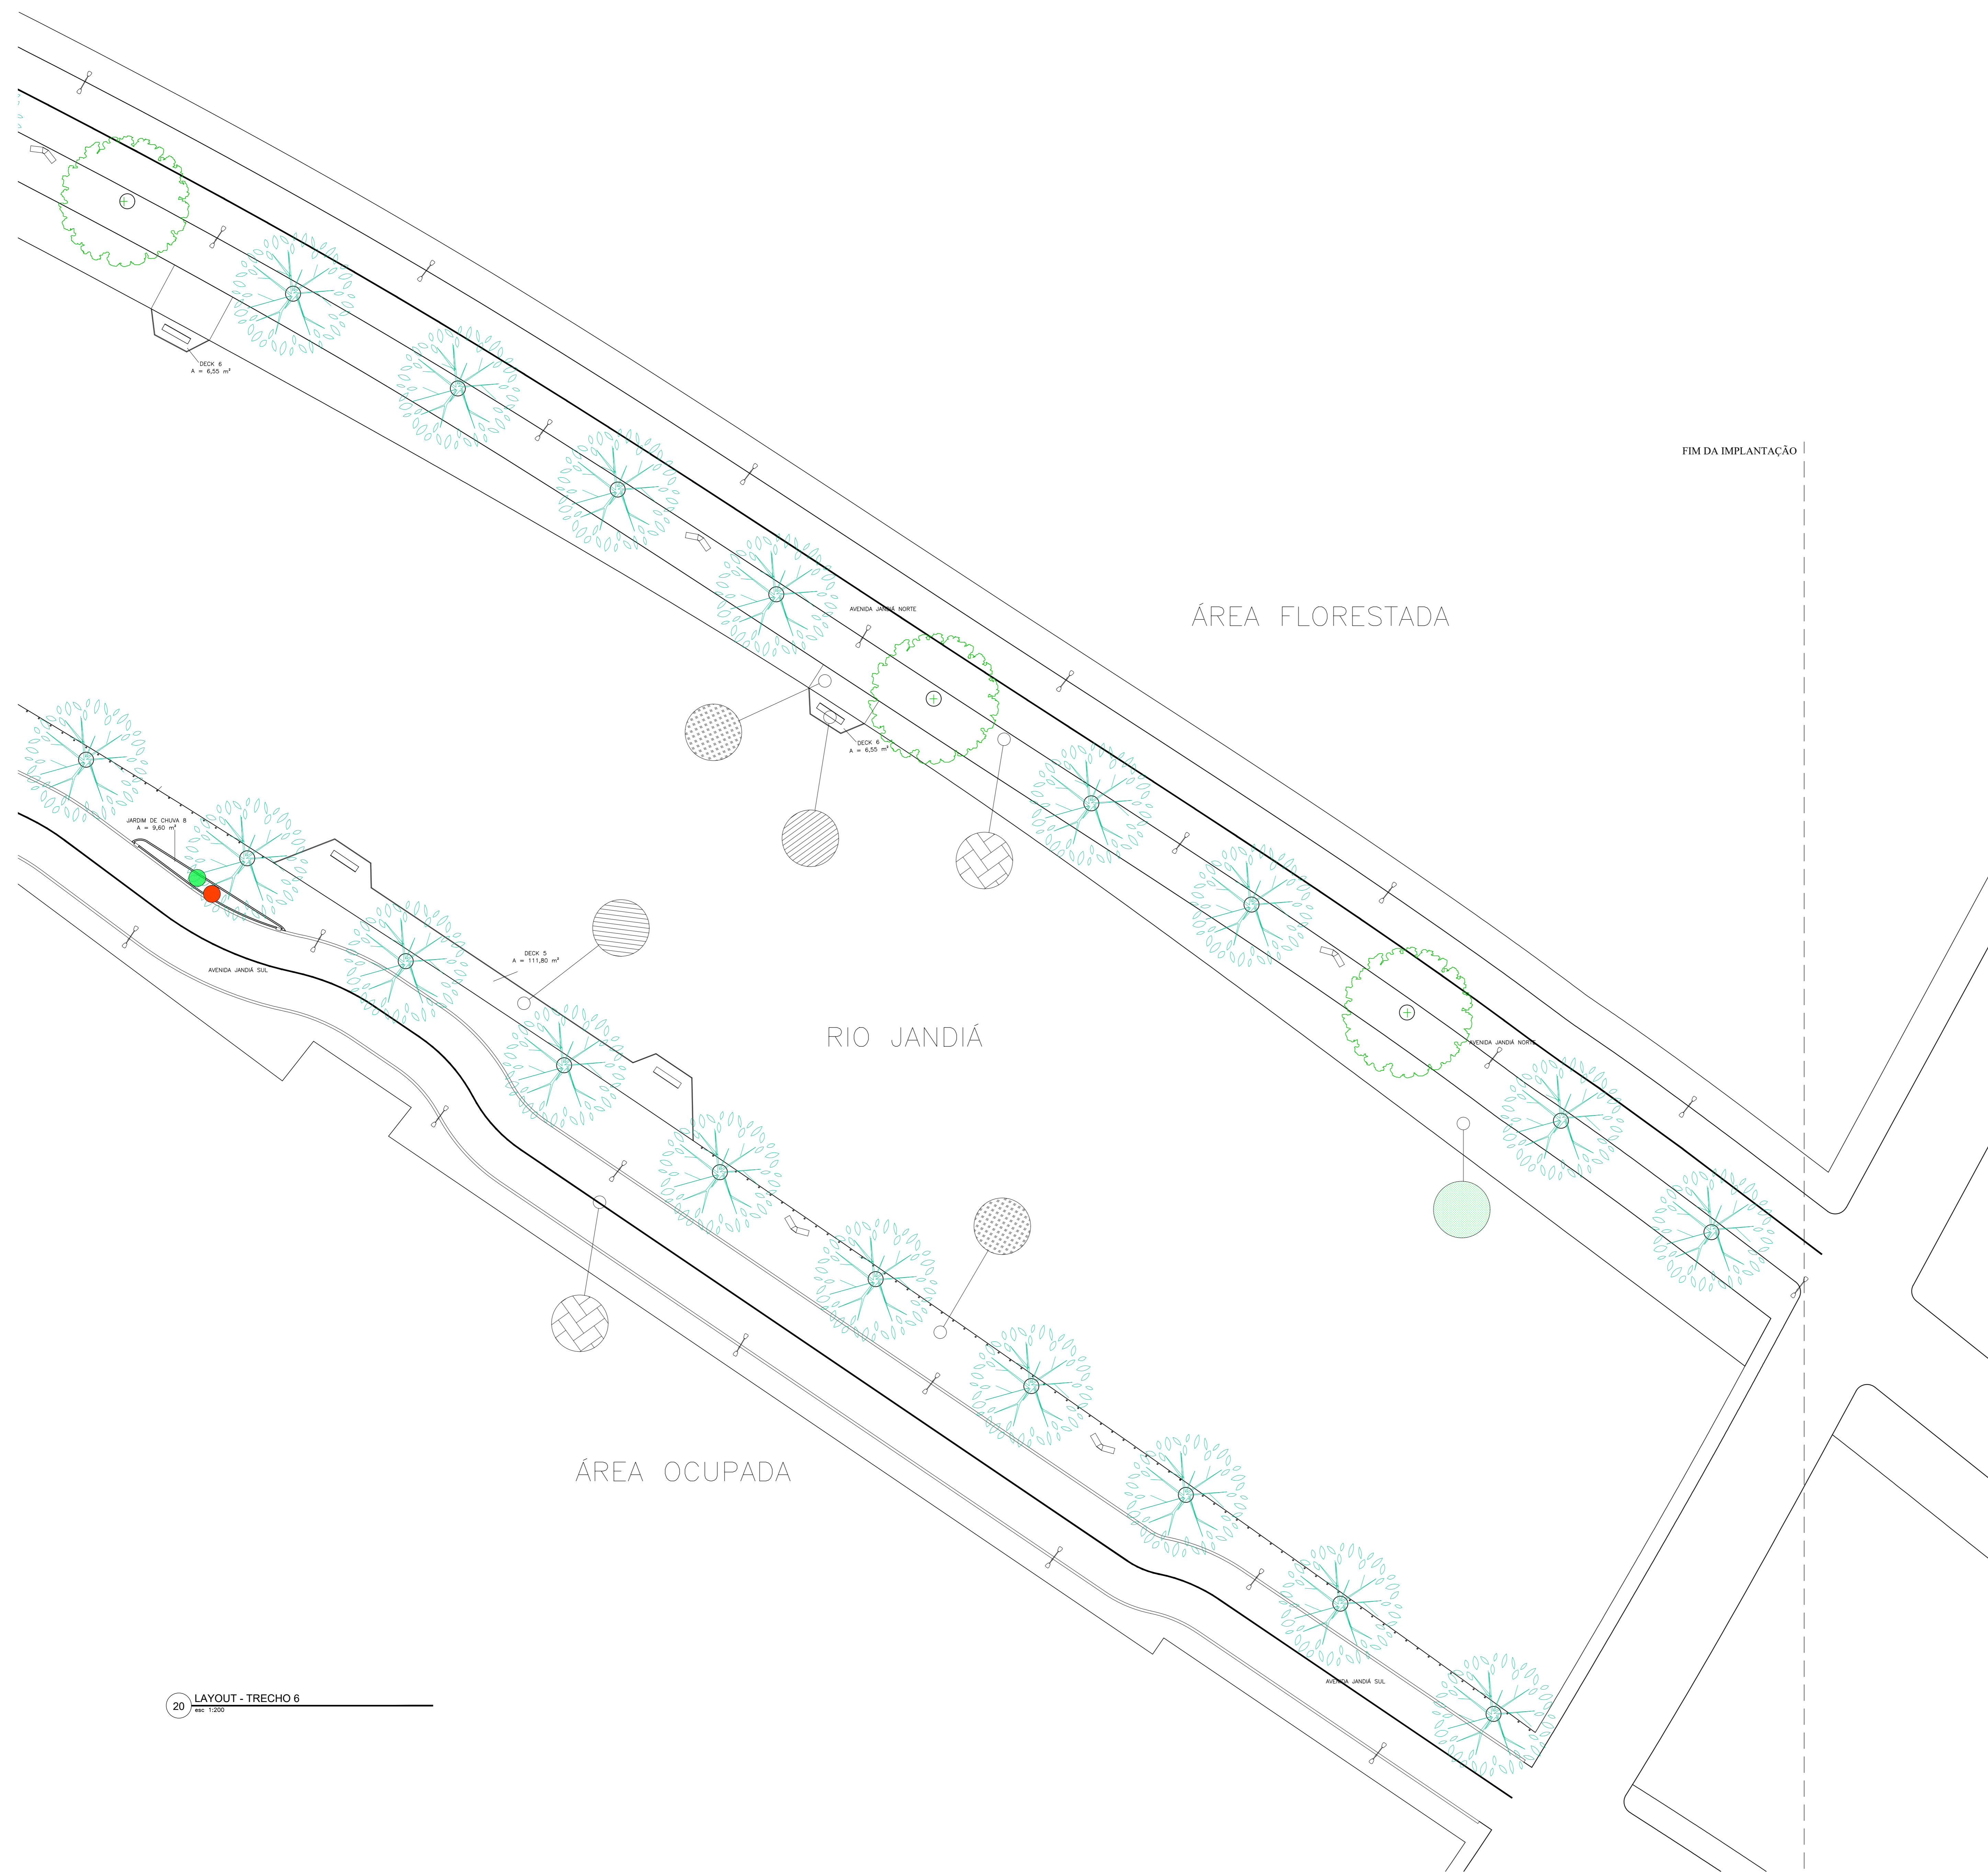 FIM DA IMPLANTAÇÃO
DECK 6
A = 6,55 m²
AVENIDA JANDIÁ NORTE
ÁREA FLORESTADA
DECK 6
A = 6,55 m²
JARDIM DE CHUVA 8
A = 9,60 m²
DECK 5
A = 111,80 m²
AVENIDA JANDIÁ SUL
RIO JANDIÁ
AVENIDA JANDIÁ NORTE
ÁREA OCUPADA
AVENIDA JANDIÁ SUL
20
LAYOUT - TRECHO 6
esc 1:200